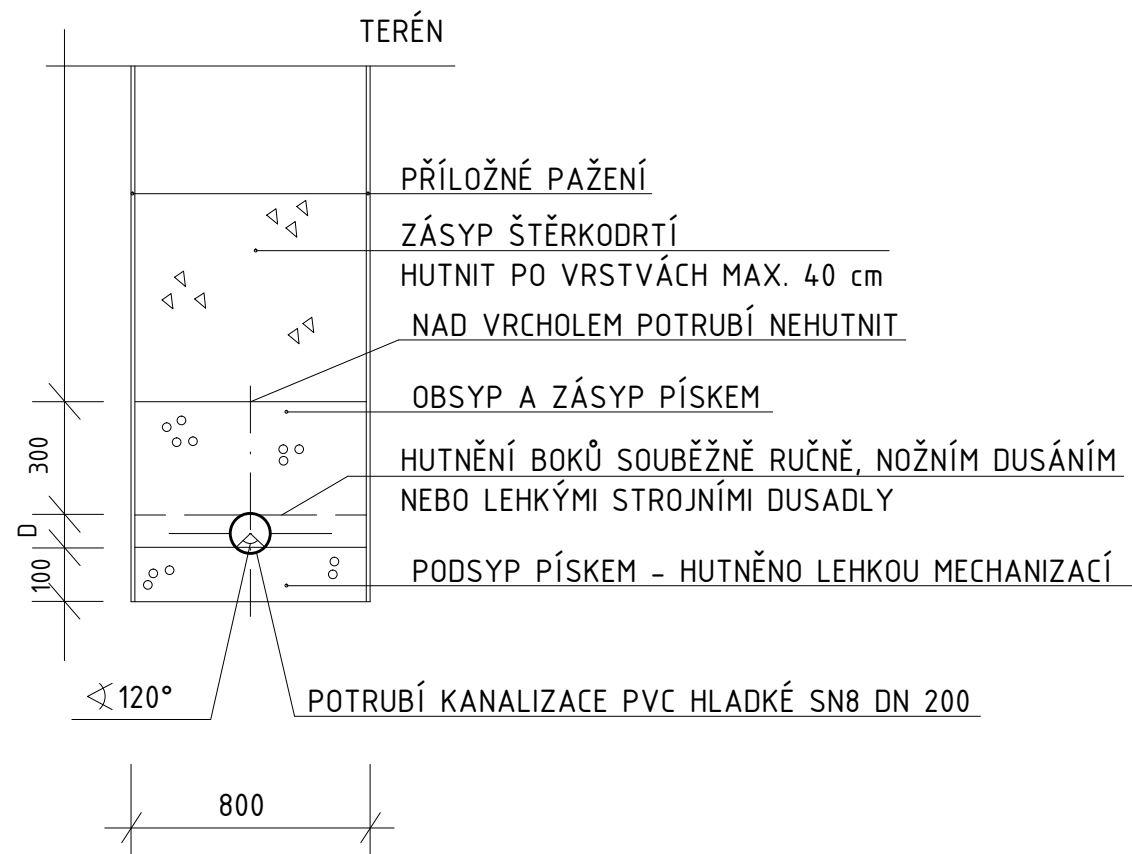 TERÉN
PŘÍLOŽNÉ PAŽENÍ
ZÁSYP ŠTĚRKODRTÍ
HUTNIT PO VRSTVÁCH MAX. 40 cm
NAD VRCHOLEM POTRUBÍ NEHUTNIT
OBSYP A ZÁSYP PÍSKEM
300
HUTNĚNÍ BOKŮ SOUBĚŽNĚ RUČNĚ, NOŽNÍM DUSÁNÍM
NEBO LEHKÝMI STROJNÍMI DUSADLY
D
100
PODSYP PÍSKEM – HUTNĚNO LEHKOU MECHANIZACÍ
120°
POTRUBÍ KANALIZACE PVC HLADKÉ SN8 DN 200
800